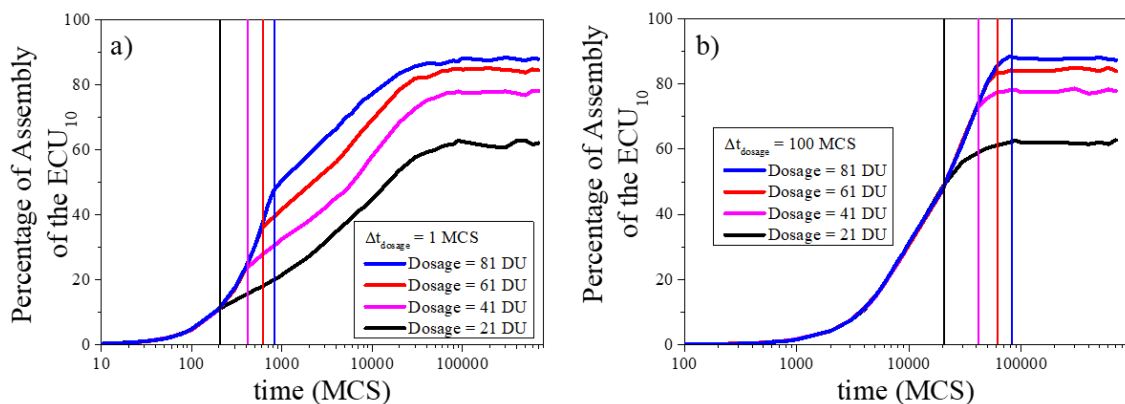 a)
Percentage of Assembly
of the ECU10
100
80
60
40
20
0
Δtdosage = 1 MCS
Dosage = 81 DU
Dosage = 61 DU
Dosage = 41 DU
Dosage = 21 DU
10 100 1000 10000 100000
time (MCS)
b)
Percentage of Assembly
of the ECU10
100
80
60
40
20
0
Δtdosage = 100 MCS
Dosage = 81 DU
Dosage = 61 DU
Dosage = 41 DU
Dosage = 21 DU
100 1000 10000 100000
time (MCS)